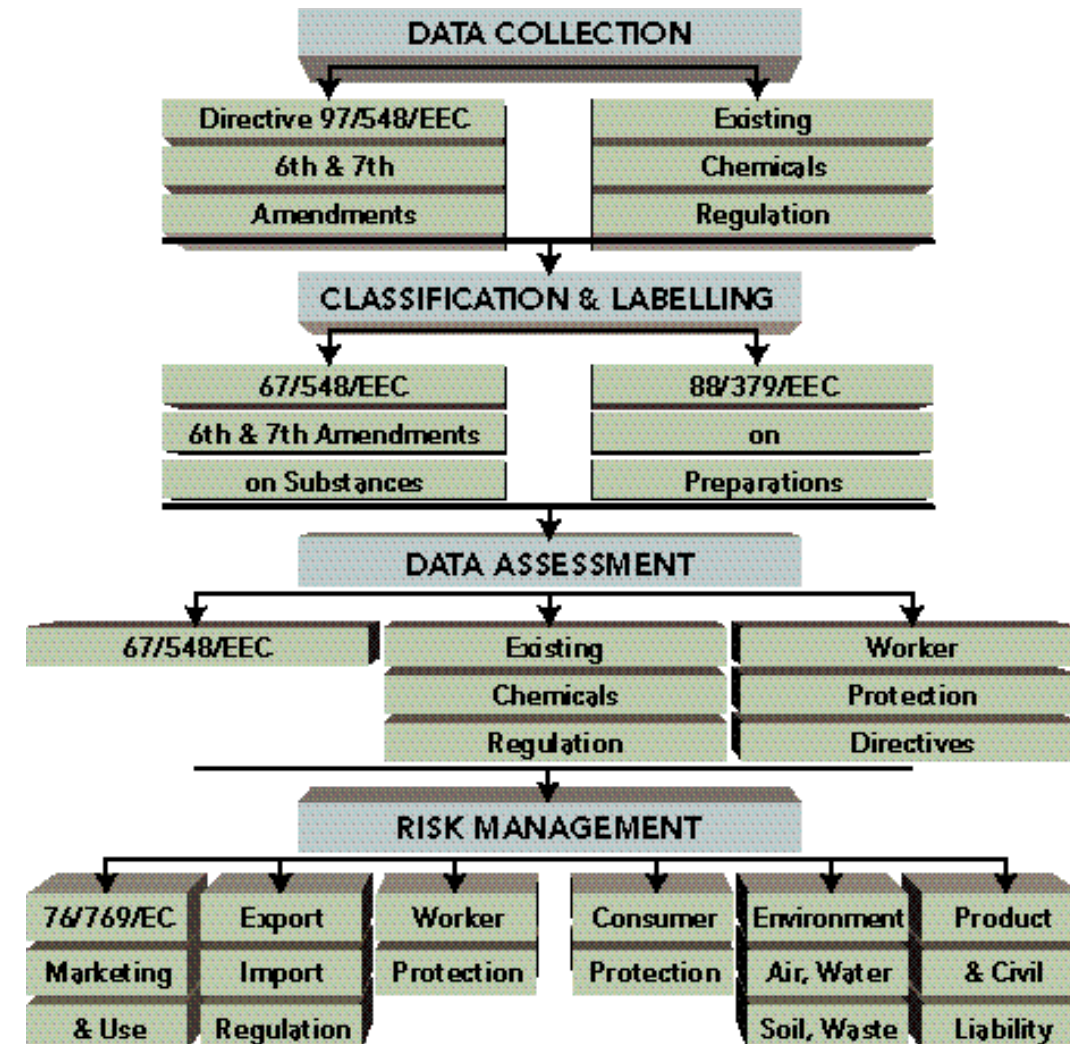 DATA COLLECTION
Directive 97/548/EEC
6th & 7th
Amendments
Existing
Chemicals
Regulation
CLASSIFICATION & LABELLING
67/548/EEC
6th & 7th Amendments
on Substances
88/379/EEC
on
Preparations
DATA ASSESSMENT
67/548/EEC
Existing
Chemicals
Regulation
Worker
Protection
Directives
RISK MANAGEMENT
76/769/EC
Marketing
& Use
Export
Import
Regulation
Worker
Protection
Consumer
Protection
Environment
Air, Water
Soil, Waste
Product
& Civil
Liability